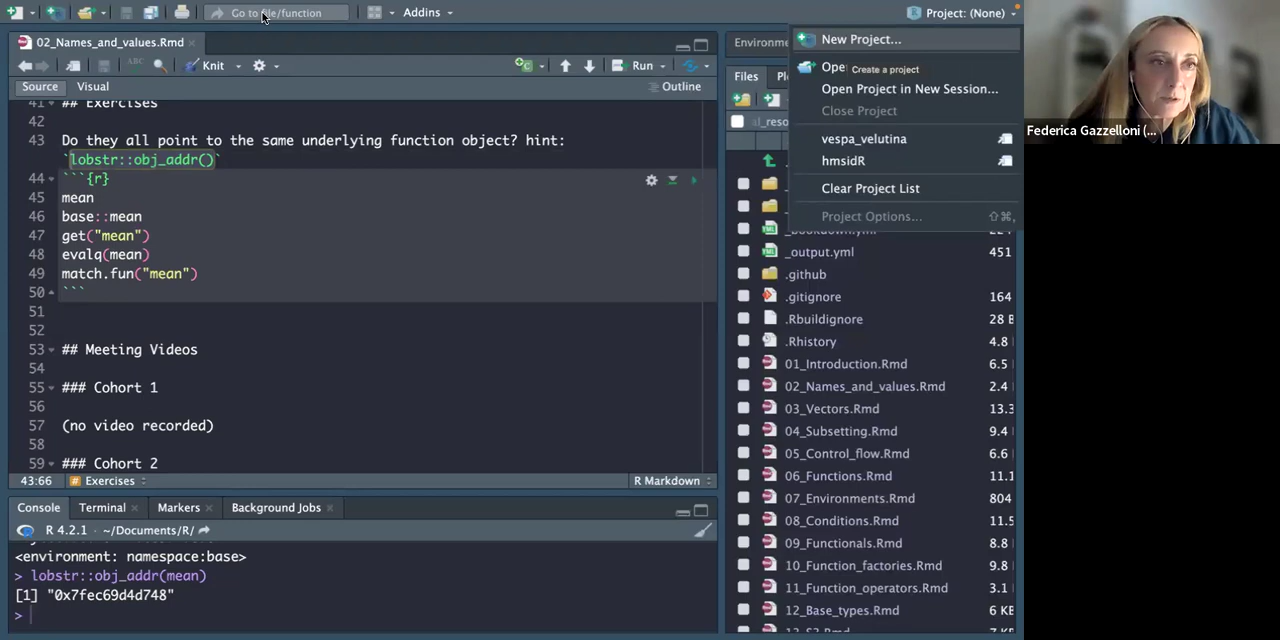 Go to file/function
Addins
Project: (None)
02_Names_and_values.Rmd
Knit
Run
Source
Visual
Outline
41
## Exercises
42
43
Do they all point to the same underlying function object? hint:
`lobstr::obj_addr()`
44
```{r}
45
mean
46
base::mean
47
get("mean")
48
evalq(mean)
49
match.fun("mean")
50
```
51
52
53
## Meeting Videos
54
55
### Cohort 1
56
57
(no video recorded)
58
59
### Cohort 2
43:66
Exercises
R Markdown
Console
Terminal
Markers
Background Jobs
R 4.2.1 · ~/Documents/R/
<environment: namespace:base>
> lobstr::obj_addr(mean)
[1] "0x7fec69d4d748"
>
Environme
Files
Pl
al_reso
New Project...
Ope
Create a project
Open Project in New Session...
Close Project
vespa_velutina
hmsidR
Clear Project List
Project Options...
⇧⌘,
_bookdown.yml
_output.yml
451
.github
.gitignore
164
.Rbuildignore
28 B
.Rhistory
4.8
01_Introduction.Rmd
6.5
02_Names_and_values.Rmd
2.4
03_Vectors.Rmd
13.3
04_Subsetting.Rmd
9.4
05_Control_flow.Rmd
6.6
06_Functions.Rmd
11.1
07_Environments.Rmd
804
08_Conditions.Rmd
11.5
09_Functionals.Rmd
8.8
10_Function_factories.Rmd
9.8
11_Function_operators.Rmd
3.1
12_Base_types.Rmd
6 KE
Federica Gazzelloni (...